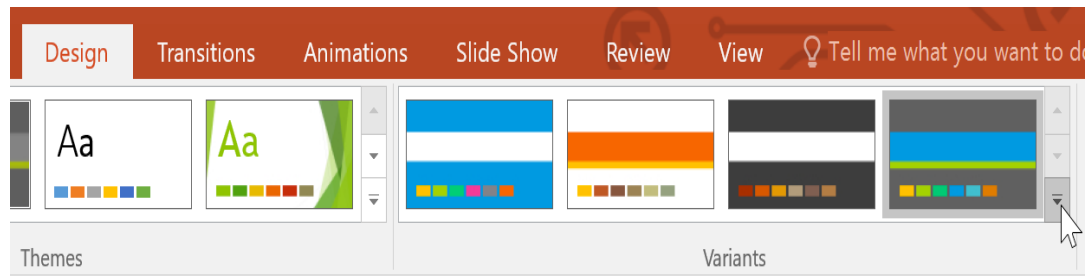 Design Transitions Animations Slide Show Review View Tell me what you want to do
Aa Aa
Themes Variants